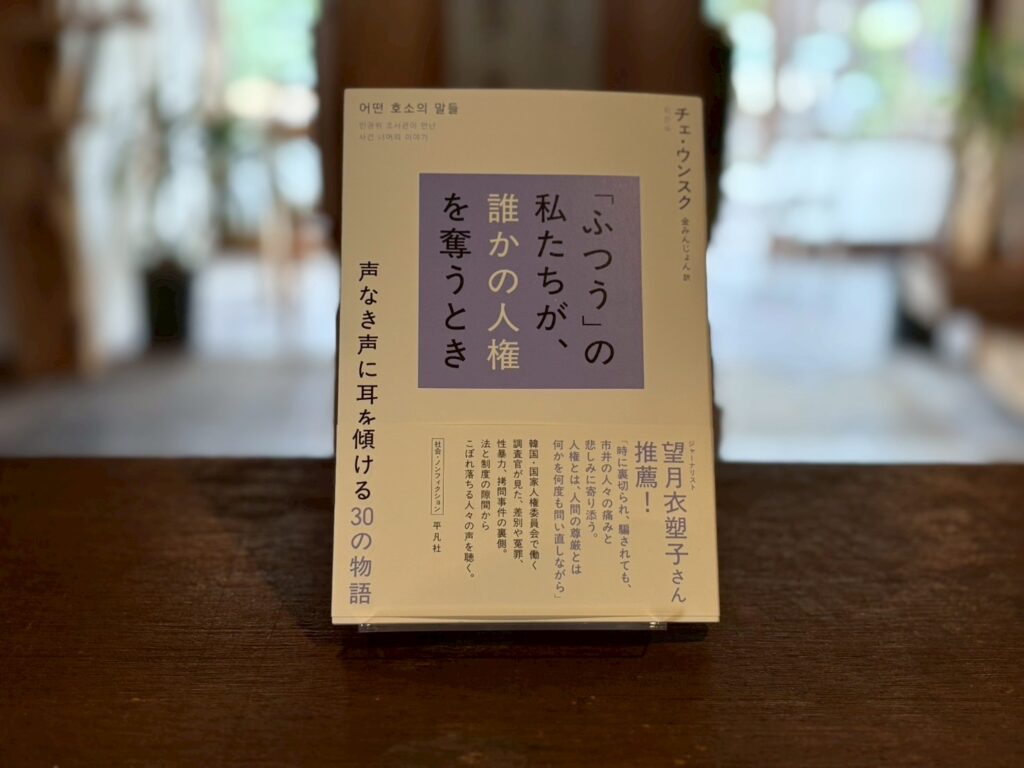 어떤 호소의 말들
인권위 조사관이 만난
사건 너머의 이야기
チェ・ウンスク
최은숙
金みんじょん 訳
「ふつう」の
私たちが、
誰かの人権
を奪うとき
声なき声に耳を傾ける30の物語
ジャーナリスト
望月衣塑子さん
推薦!
「時に裏切られ、騙されても、
市井の人々の痛みと
悲しみに寄り添う。
人権とは、人間の尊厳とは
何かを何度も問い直しながら」
韓国・国家人権委員会で働く
調査官が見た、差別や冤罪、
性暴力、拷問事件の裏側。
法と制度の隙間から
こぼれ落ちる人々の声を聴く。
社会・ノンフィクション
平凡社